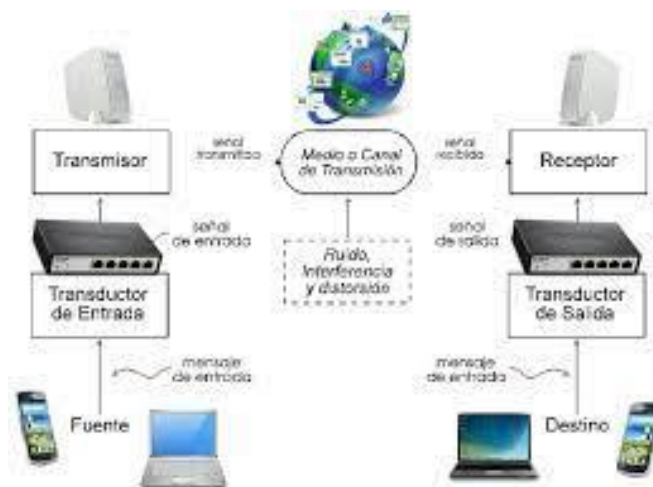 Transmisor
señal
transmitida
Medio o Canal
de Transmisión
señal
recibida
Receptor
señal
de entrada
Ruido,
Interferencia
y distorsión
señal
de salida
Transductor
de Entrada
Transductor
de Salida
mensaje
de entrada
mensaje
de entrada
Fuente
Destino